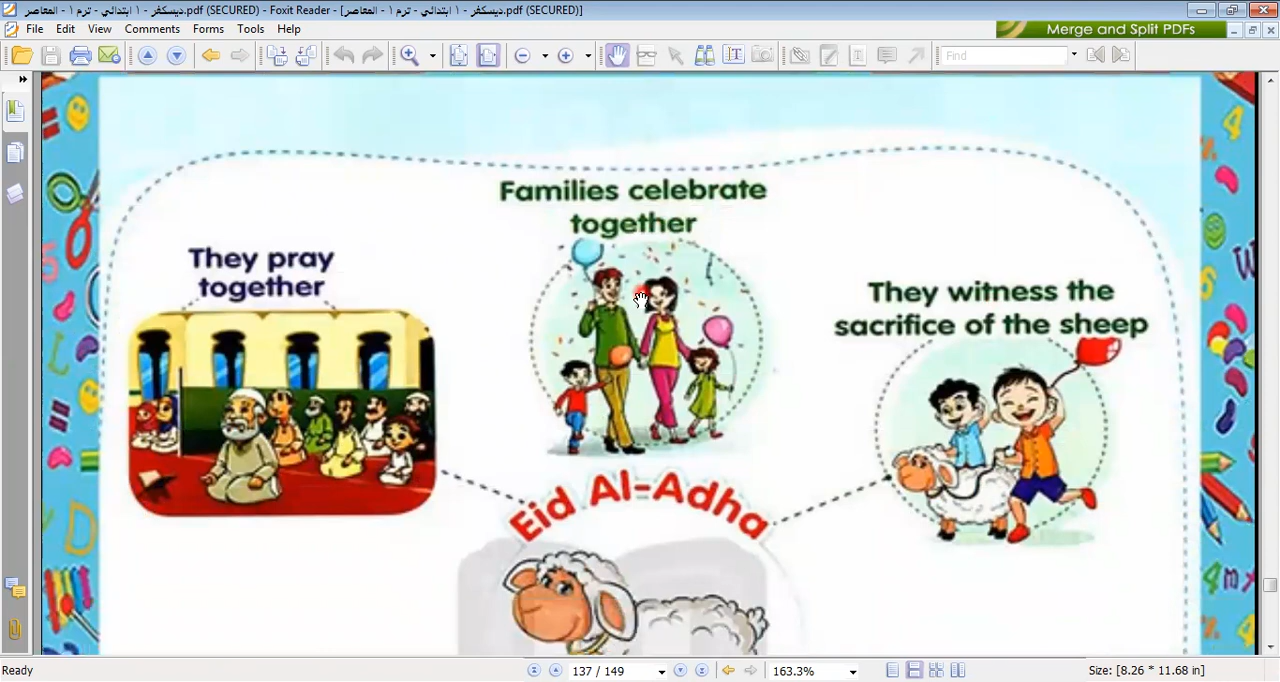 ديسكفر - ١ ابتدائي - ترم ١ - المعاصر.pdf (SECURED) - Foxit Reader - [ديسكفر - ١ ابتدائي - ترم ١ - المعاصر.pdf (SECURED)]
File Edit View Comments Forms Tools Help
Merge and Split PDFs
Find
Families celebrate
together
They pray
together
They witness the
sacrifice of the sheep
Eid Al-Adha
Ready
137 / 149
163.3%
Size: [8.26 * 11.68 in]